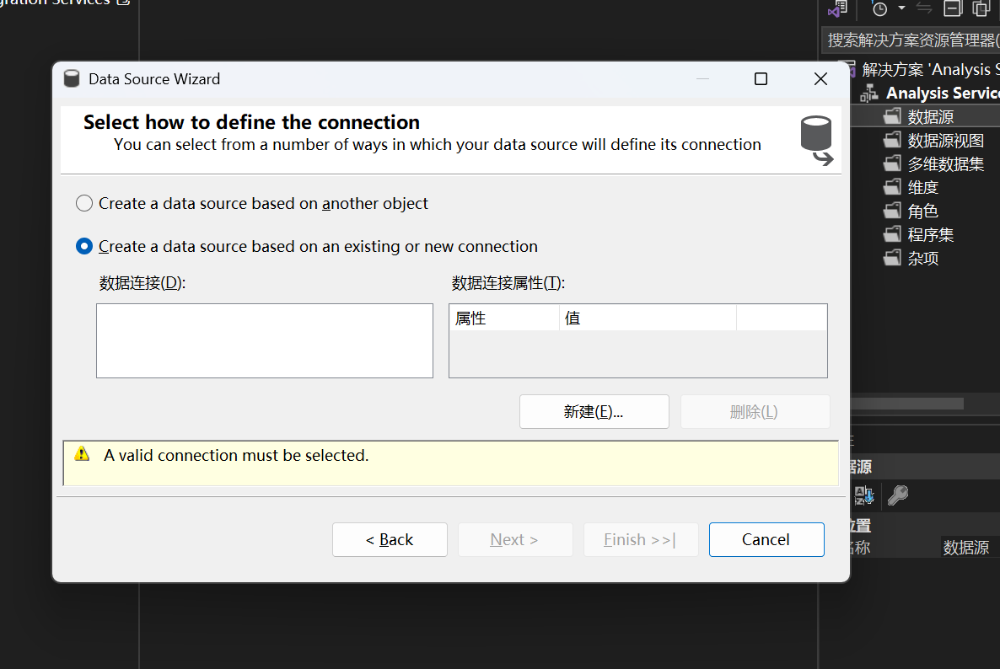 gration Services 包
搜索解决方案资源管理器(
Data Source Wizard
解决方案 'Analysis S
Analysis Servic
数据源
数据源视图
多维数据集
维度
角色
程序集
杂项
Select how to define the connection
You can select from a number of ways in which your data source will define its connection
Create a data source based on another object
Create a data source based on an existing or new connection
数据连接(D):
数据连接属性(T):
属性
值
新建(E)...
删除(L)
A valid connection must be selected.
< Back
Next >
Finish >>|
Cancel
据源
位置
名称
数据源